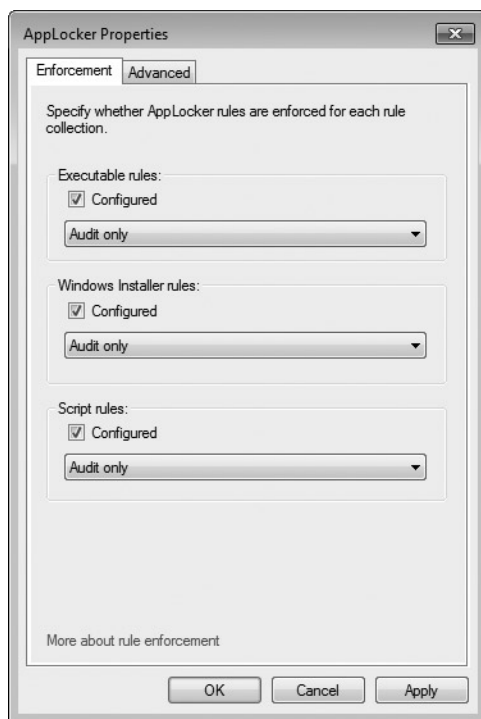 AppLocker Properties
Enforcement
Advanced
Specify whether AppLocker rules are enforced for each rule
collection.
Executable rules:
Configured
Audit only
Windows Installer rules:
Configured
Audit only
Script rules:
Configured
Audit only
More about rule enforcement
OK
Cancel
Apply